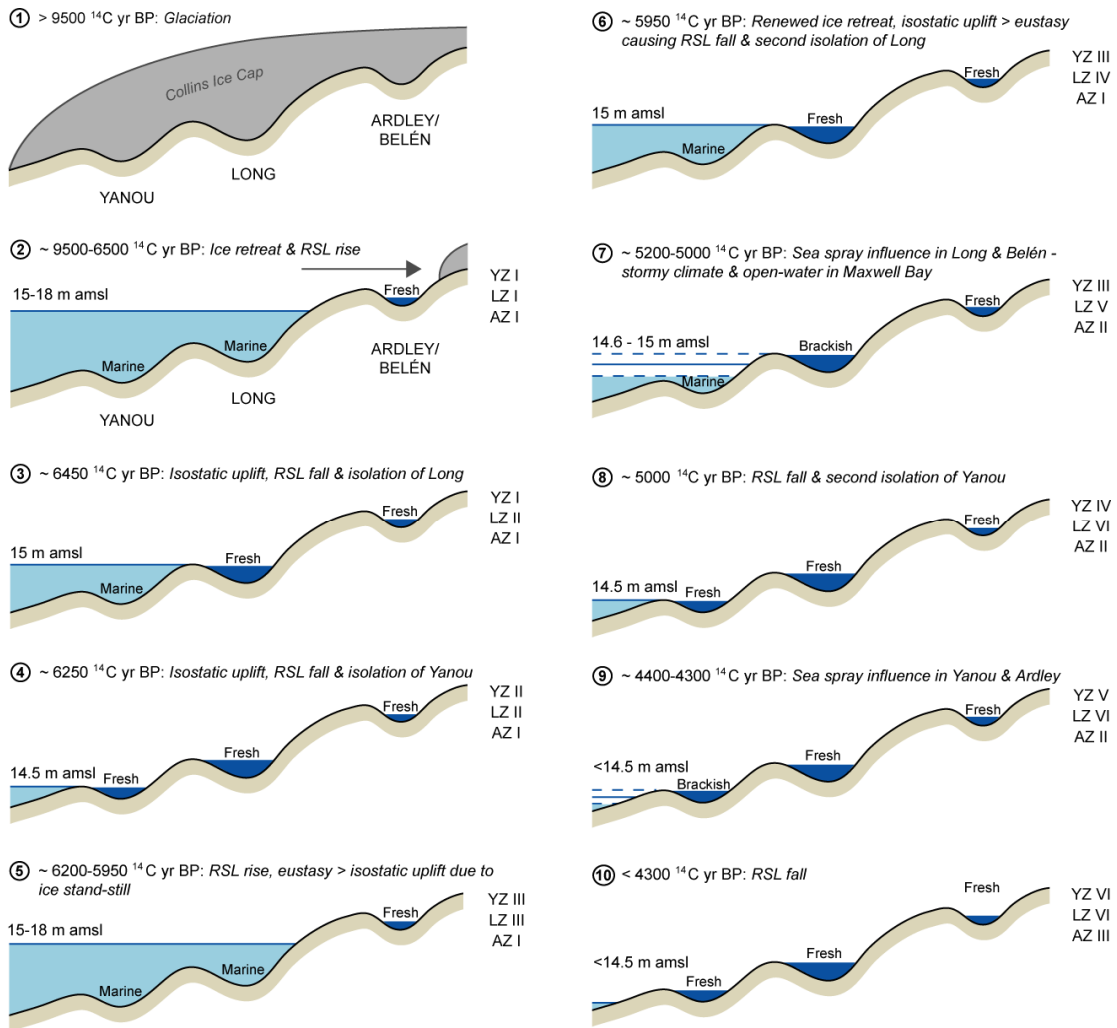 ① > 9500 ¹⁴C yr BP: Glaciation
Collins Ice Cap
ARDLEY/
BELÉN
LONG
YANOU
② ~ 9500-6500 ¹⁴C yr BP: Ice retreat & RSL rise
YZ I
LZ I
AZ I
15-18 m amsl
Fresh
Marine
Marine
ARDLEY/
BELÉN
LONG
YANOU
③ ~ 6450 ¹⁴C yr BP: Isostatic uplift, RSL fall & isolation of Long
YZ I
LZ II
AZ I
Fresh
15 m amsl
Fresh
Marine
④ ~ 6250 ¹⁴C yr BP: Isostatic uplift, RSL fall & isolation of Yanou
YZ II
LZ II
AZ I
Fresh
Fresh
14.5 m amsl
Fresh
⑤ ~ 6200-5950 ¹⁴C yr BP: RSL rise, eustasy > isostatic uplift due to
ice stand-still
YZ III
LZ III
AZ I
Fresh
15-18 m amsl
Marine
Marine
⑥ ~ 5950 ¹⁴C yr BP: Renewed ice retreat, isostatic uplift > eustasy
causing RSL fall & second isolation of Long
YZ III
LZ IV
AZ I
Fresh
15 m amsl
Fresh
Marine
⑦ ~ 5200-5000 ¹⁴C yr BP: Sea spray influence in Long & Belén -
stormy climate & open-water in Maxwell Bay
YZ III
LZ V
AZ II
Fresh
14.6 - 15 m amsl
Brackish
Marine
⑧ ~ 5000 ¹⁴C yr BP: RSL fall & second isolation of Yanou
YZ IV
LZ VI
AZ II
Fresh
Fresh
14.5 m amsl
Fresh
⑨ ~ 4400-4300 ¹⁴C yr BP: Sea spray influence in Yanou & Ardley
YZ V
LZ VI
AZ II
Fresh
Fresh
<14.5 m amsl
Brackish
⑩ < 4300 ¹⁴C yr BP: RSL fall
YZ VI
LZ VI
AZ III
Fresh
Fresh
<14.5 m amsl
Fresh